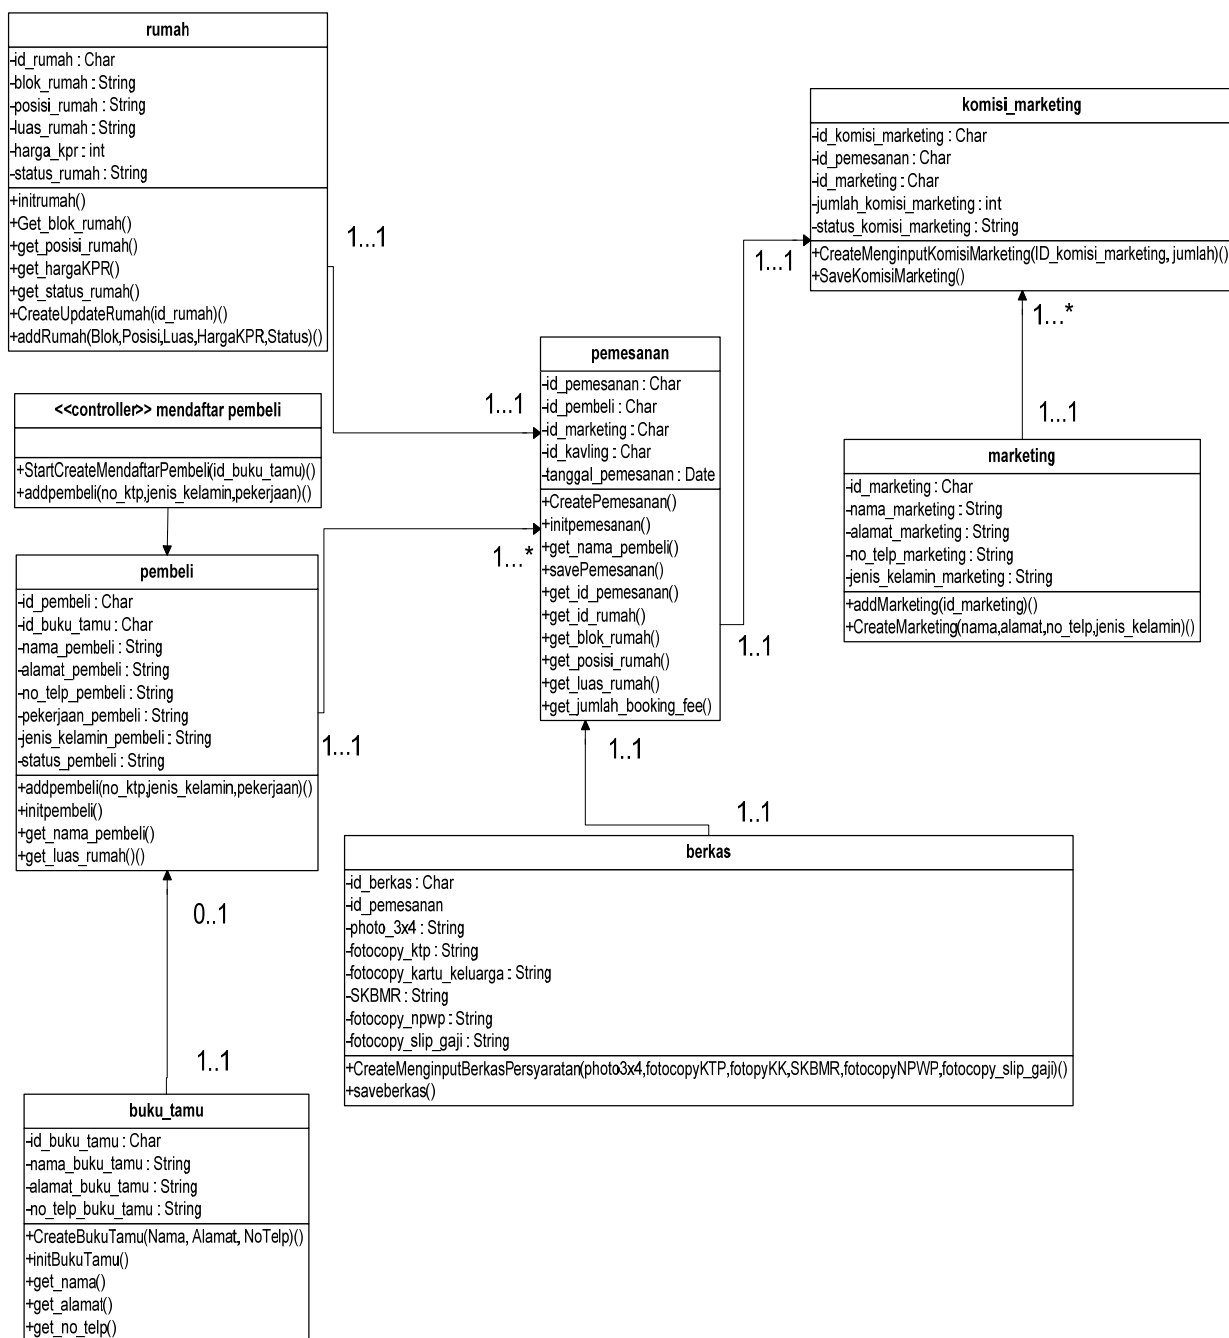 rumah
-id_rumah : Char
-blok_rumah : String
-posisi_rumah : String
-luas_rumah : String
-harga_kpr : int
-status_rumah : String
+initrumah()
+Get_blok_rumah()
+get_posisi_rumah()
+get_hargaKPR()
+get_status_rumah()
+CreateUpdateRumah(id_rumah)()
+addRumah(Blok,Posisi,Luas,HargaKPR,Status)()
1...1
1...1
<<controller>> mendaftar pembeli
+StartCreateMendaftarPembeli(id_buku_tamu)()
+addpembeli(no_ktp,jenis_kelamin,pekerjaan)()
pembeli
-id_pembeli : Char
-id_buku_tamu : Char
-nama_pembeli : String
-alamat_pembeli : String
-no_telp_pembeli : String
-pekerjaan_pembeli : String
-jenis_kelamin_pembeli : String
-status_pembeli : String
+addpembeli(no_ktp,jenis_kelamin,pekerjaan)()
+initpembeli()
+get_nama_pembeli()
+get_luas_rumah()()
1...1
1...*
0..1
1..1
buku_tamu
-id_buku_tamu : Char
-nama_buku_tamu : String
-alamat_buku_tamu : String
-no_telp_buku_tamu : String
+CreateBukuTamu(Nama, Alamat, NoTelp)()
+initBukuTamu()
+get_nama()
+get_alamat()
+get_no_telp()
pemesanan
-id_pemesanan : Char
-id_pembeli : Char
-id_marketing : Char
-id_kavling : Char
-tanggal_pemesanan : Date
+CreatePemesanan()
+initpemesanan()
+get_nama_pembeli()
+savePemesanan()
+get_id_pemesanan()
+get_id_rumah()
+get_blok_rumah()
+get_posisi_rumah()
+get_luas_rumah()
+get_jumlah_booking_fee()
1..1
1...1
1..1
1..1
berkas
-id_berkas : Char
-id_pemesanan
-photo_3x4 : String
-fotocopy_ktp : String
-fotocopy_kartu_keluarga : String
-SKBMR : String
-fotocopy_npwp : String
-fotocopy_slip_gaji : String
+CreateMenginputBerkasPersyaratan(photo3x4,fotocopyKTP,fotopyKK,SKBMR,fotocopyNPWP,fotocopy_slip_gaji)()
+saveberkas()
komisi_marketing
-id_komisi_marketing : Char
-id_pemesanan : Char
-id_marketing : Char
-jumlah_komisi_marketing : int
-status_komisi_marketing : String
+CreateMenginputKomisiMarketing(ID_komisi_marketing, jumlah)()
+SaveKomisiMarketing()
1...*
1...1
marketing
-id_marketing : Char
-nama_marketing : String
-alamat_marketing : String
-no_telp_marketing : String
-jenis_kelamin_marketing : String
+addMarketing(id_marketing)()
+CreateMarketing(nama,alamat,no_telp,jenis_kelamin)()